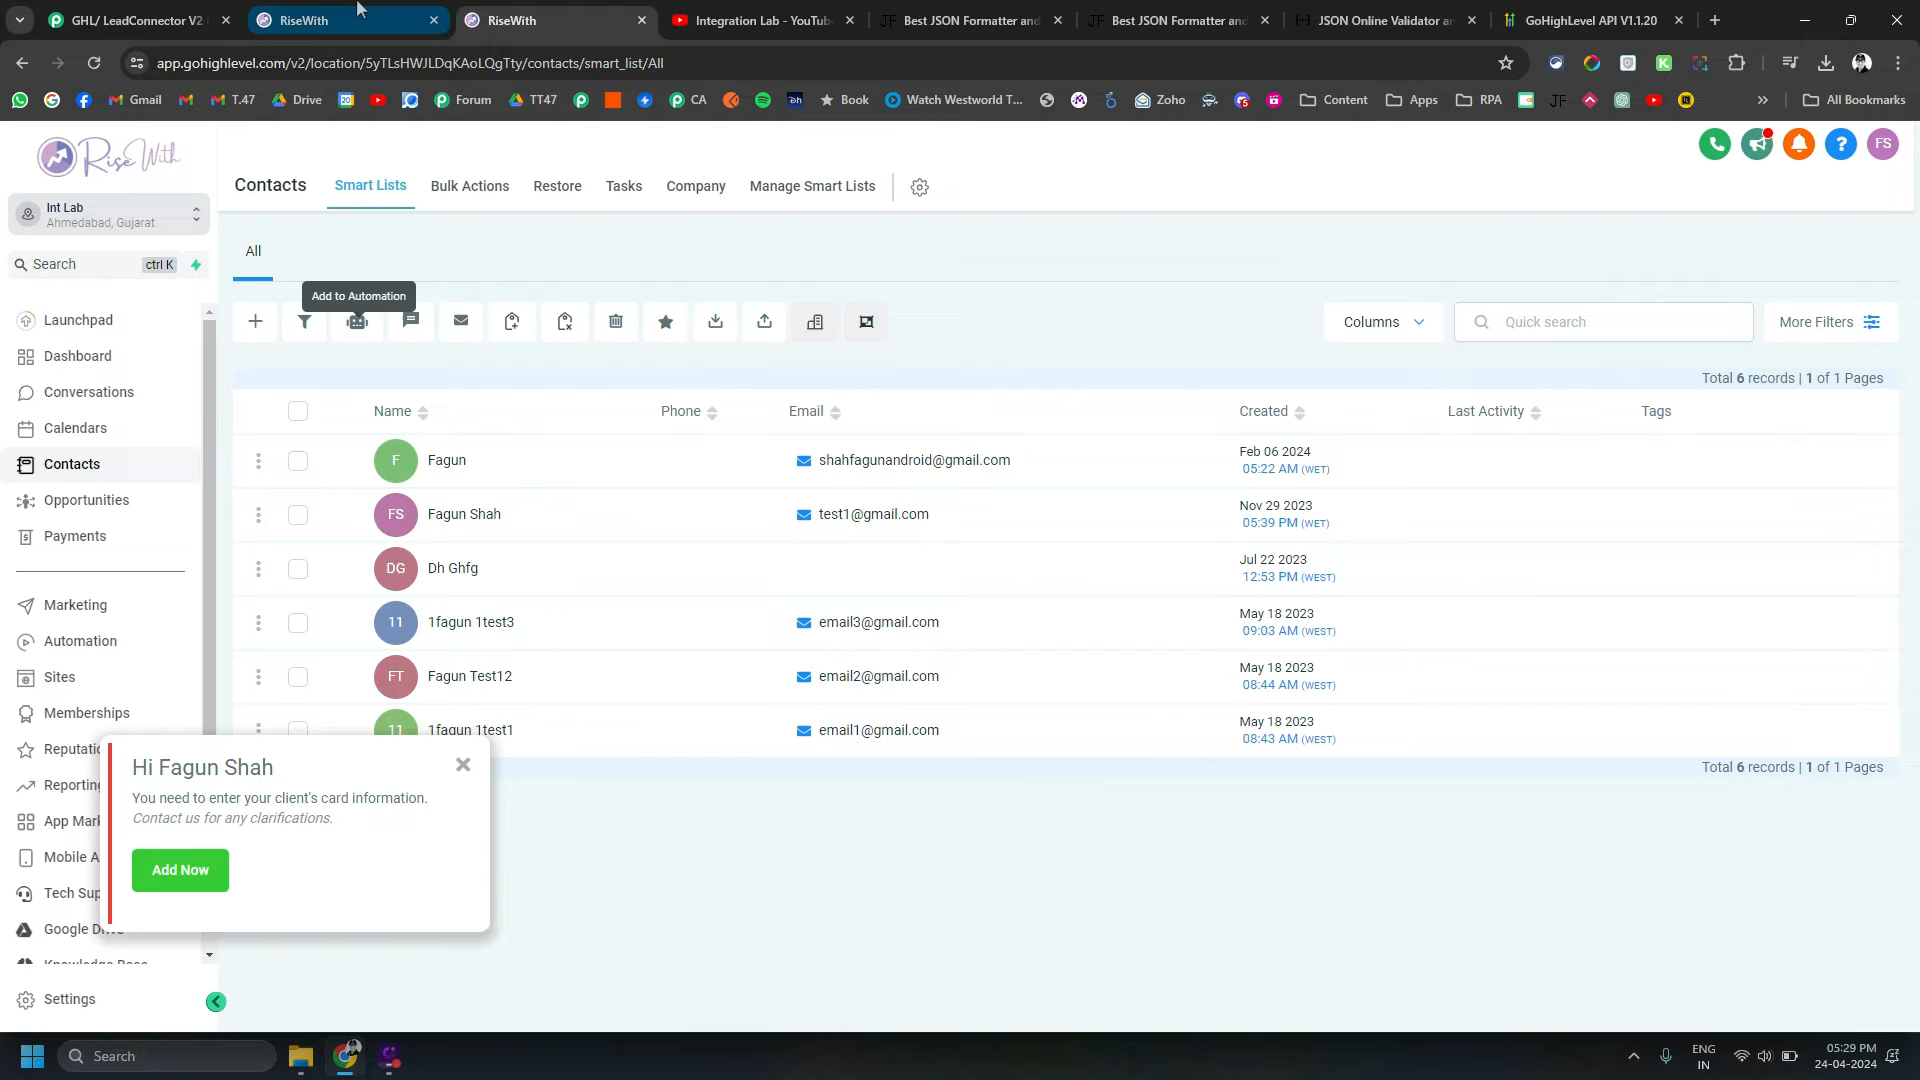 GHL/ LeadConnector V2
RiseWith
RiseWith
Integration Lab - YouTub
Best JSON Formatter and
Best JSON Formatter and
JSON Online Validator an
GoHighLevel API V1.1.20
app.gohighlevel.com/v2/location/5yTLsHWJLDqKAoLQgTty/contacts/smart_list/All
Gmail
T.47
Drive
Forum
TT47
CA
Book
Watch Westworld T...
Zoho
Content
Apps
RPA
All Bookmarks
RiseWith
Int Lab
Ahmedabad, Gujarat
Search ctrl K
Launchpad
Dashboard
Conversations
Calendars
Contacts
Opportunities
Payments
Marketing
Automation
Sites
Memberships
Reputatio
Reporting
App Mark
Mobile A
Tech Sup
Google Drive
Knowledge Base
Settings
Contacts Smart Lists Bulk Actions Restore Tasks Company Manage Smart Lists
FS
All
Add to Automation
Columns
Quick search
More Filters
Total 6 records | 1 of 1 Pages
Name Phone Email Created Last Activity Tags
F Fagun shahfagunandroid@gmail.com Feb 06 2024
05:22 AM (WET)
FS Fagun Shah test1@gmail.com Nov 29 2023
05:39 PM (WET)
DG Dh Ghfg Jul 22 2023
12:53 PM (WEST)
11 1fagun 1test3 email3@gmail.com May 18 2023
09:03 AM (WEST)
FT Fagun Test12 email2@gmail.com May 18 2023
08:44 AM (WEST)
11 1fagun 1test1 email1@gmail.com May 18 2023
08:43 AM (WEST)
Total 6 records | 1 of 1 Pages
Hi Fagun Shah
You need to enter your client's card information.
Contact us for any clarifications.
Add Now
Search
ENG
IN
05:29 PM
24-04-2024